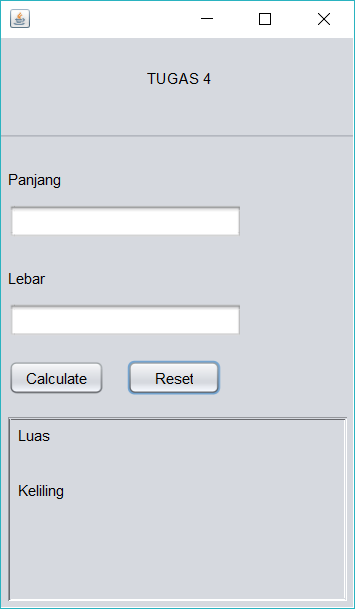 TUGAS 4
Panjang
Lebar
Calculate Reset
Luas
Keliling